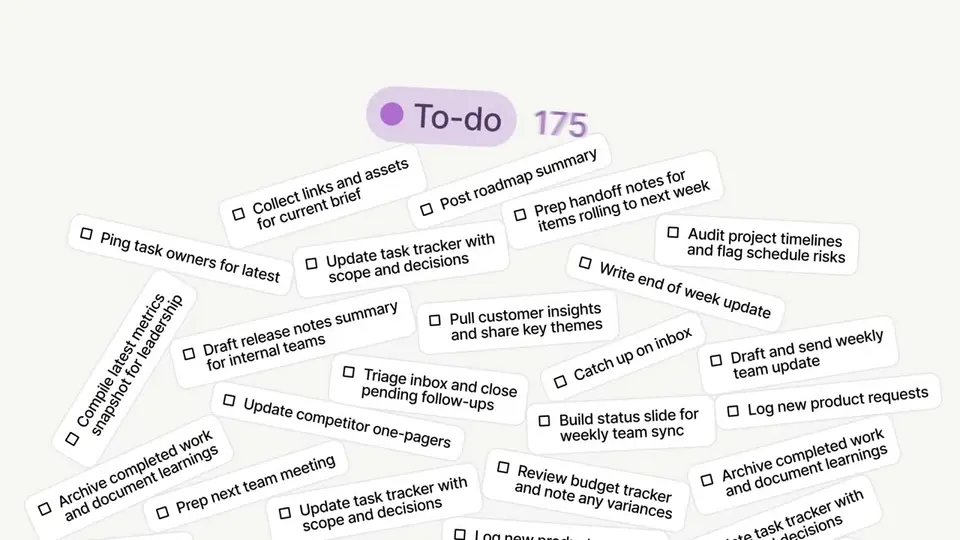 To-do 175
Collect links and assets
for current brief
Post roadmap summary
Prep handoff notes for
items rolling to next week
Ping task owners for latest
Update task tracker with
scope and decisions
Audit project timelines
and flag schedule risks
Write end of week update
Compile latest metrics
snapshot for leadership
Draft release notes summary
for internal teams
Pull customer insights
and share key themes
Catch up on inbox
Draft and send weekly
team update
Triage inbox and close
pending follow-ups
Update competitor one-pagers
Build status slide for
weekly team sync
Log new product requests
Archive completed work
and document learnings
Prep next team meeting
Update task tracker with
scope and decisions
Review budget tracker
and note any variances
Archive completed work
and document learnings
task tracker with
decisions
Log new